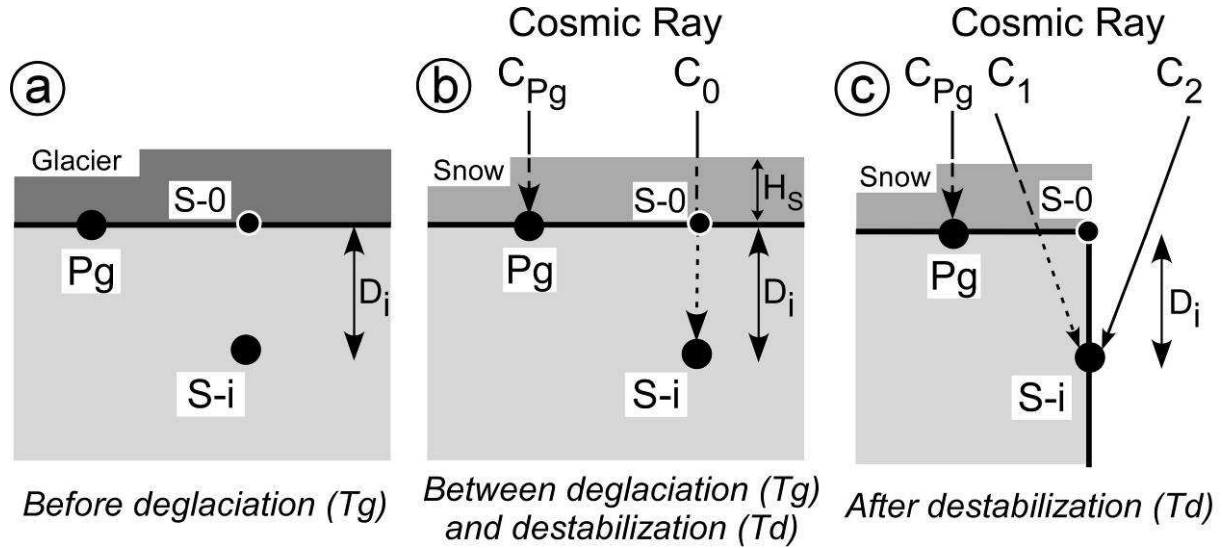 Cosmic Ray
Cosmic Ray
a
b
C_Pg
C_0
c
C_Pg
C_1
C_2
Glacier
S-0
Pg
D_i
S-i
Snow
S-0
H_S
Pg
D_i
S-i
Snow
S-0
Pg
D_i
S-i
Before deglaciation (Tg)
Between deglaciation (Tg)
and destabilization (Td)
After destabilization (Td)